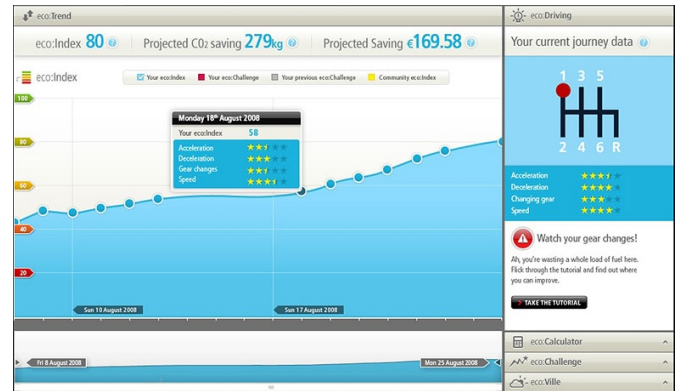 eco:Trend
eco:Index 80
Projected CO2 saving 279kg
Projected Saving €169.58
eco:Index
Your eco:Index
Your eco:Challenge
Your previous eco:Challenge
Community eco:Index
100
80
60
40
20
Monday 18th August 2008
Your eco:Index 58
Acceleration
Deceleration
Gear changes
Speed
Sun 10 August 2008
Sun 17 August 2008
Fri 8 August 2008
Mon 25 August 2008
eco:Driving
Your current journey data
1 3 5
2 4 6 R
Acceleration
Deceleration
Changing gear
Speed
Watch your gear changes!
Ah, you're wasting a whole load of fuel here.
Flick through the tutorial and find out where
you can improve.
TAKE THE TUTORIAL
eco:Calculator
eco:Challenge
eco:Ville